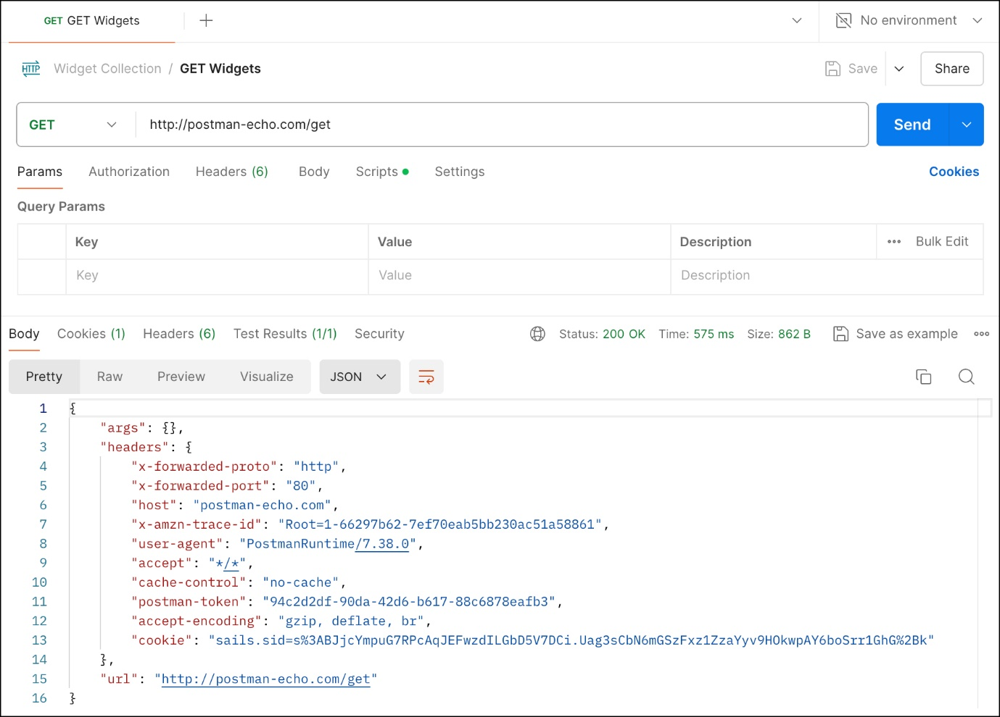 GET GET Widgets
No environment
HTTP Widget Collection / GET Widgets
Save
Share
GET http://postman-echo.com/get
Send
Params Authorization Headers (6) Body Scripts Settings Cookies
Query Params
Key Value Description ••• Bulk Edit
Key Value Description
Body Cookies (1) Headers (6) Test Results (1/1) Security Status: 200 OK Time: 575 ms Size: 862 B Save as example
Pretty Raw Preview Visualize JSON
1 {
2 "args": {},
3 "headers": {
4 "x-forwarded-proto": "http",
5 "x-forwarded-port": "80",
6 "host": "postman-echo.com",
7 "x-amzn-trace-id": "Root=1-66297b62-7ef70eab5bb230ac51a58861",
8 "user-agent": "PostmanRuntime/7.38.0",
9 "accept": "*/*",
10 "cache-control": "no-cache",
11 "postman-token": "94c2d2df-90da-42d6-b617-88c6878eafb3",
12 "accept-encoding": "gzip, deflate, br",
13 "cookie": "sails.sid=s%3ABJjcYmpuG7RPcAqJEFwzdILGbD5V7DCi.Uag3sCbN6mGSzFxz1ZzaYyv9HOkwpAY6boSrr1GhG%2Bk"
14 },
15 "url": "http://postman-echo.com/get"
16 }